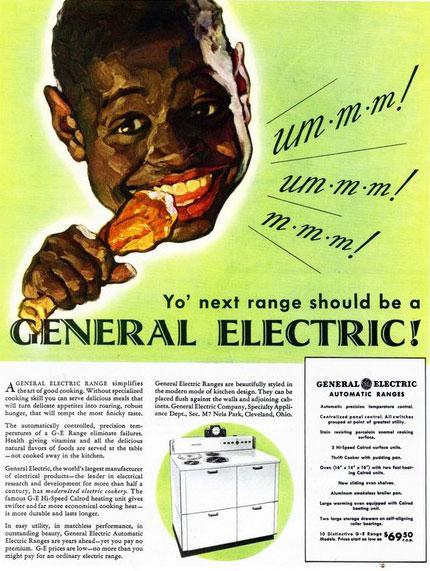 um·m·m!
um·m·m!
m·m·m!
Yo' next range should be a
GENERAL ELECTRIC!
A GENERAL ELECTRIC RANGE simplifies
the art of good cooking. Without specialized
cooking skill you can serve delicious meals that
will turn delicate appetites into roaring, robust
hunger, that will tempt the most finicky taste.
The automatically controlled, precision tem-
peratures of a G-E Range eliminate failures.
Health giving vitamins and all the delicious
natural flavors of foods are served at the table
—not cooked away in the kitchen.
General Electric, the world's largest manufacturer
of electrical products—the leader in electrical
research and development for more than half a
century, has modernized electric cookery. The
famous G-E Hi-Speed Calrod heating unit gives
swifter and far more economical cooking heat—
is more durable and lasts longer.
In easy utility, in matchless performance, in
outstanding beauty, General Electric Automatic
Electric Ranges are years ahead—yet you pay no
premium. G-E prices are low—no more than you
might pay for an ordinary electric range.
General Electric Ranges are beautifully styled in
the modern mode of kitchen design. They can be
placed flush against the walls and adjoining cab-
inets. General Electric Company, Specialty Appli-
ance Dept., Sec. M7 Nela Park, Cleveland, Ohio.
GENERAL GE ELECTRIC
AUTOMATIC RANGES
Automatic precision temperature control.
Centralized panel control. All switches
grouped at point of greatest utility.
Stain resisting porcelain enamel cooking
surface.
3 Hi-Speed Calrod surface units.
Thrift Cooker with pudding pan.
Oven (16" x 14" x 18") with two fast heat-
ing Calrod units.
New sliding oven shelves.
Aluminum smokeless broiler pan.
Large warming oven equipped with Calrod
heating unit.
Two large storage drawers on self-aligning
roller bearings.
10 Distinctive G-E Range
Models. Prices start as low as $69.50
F.O.B.